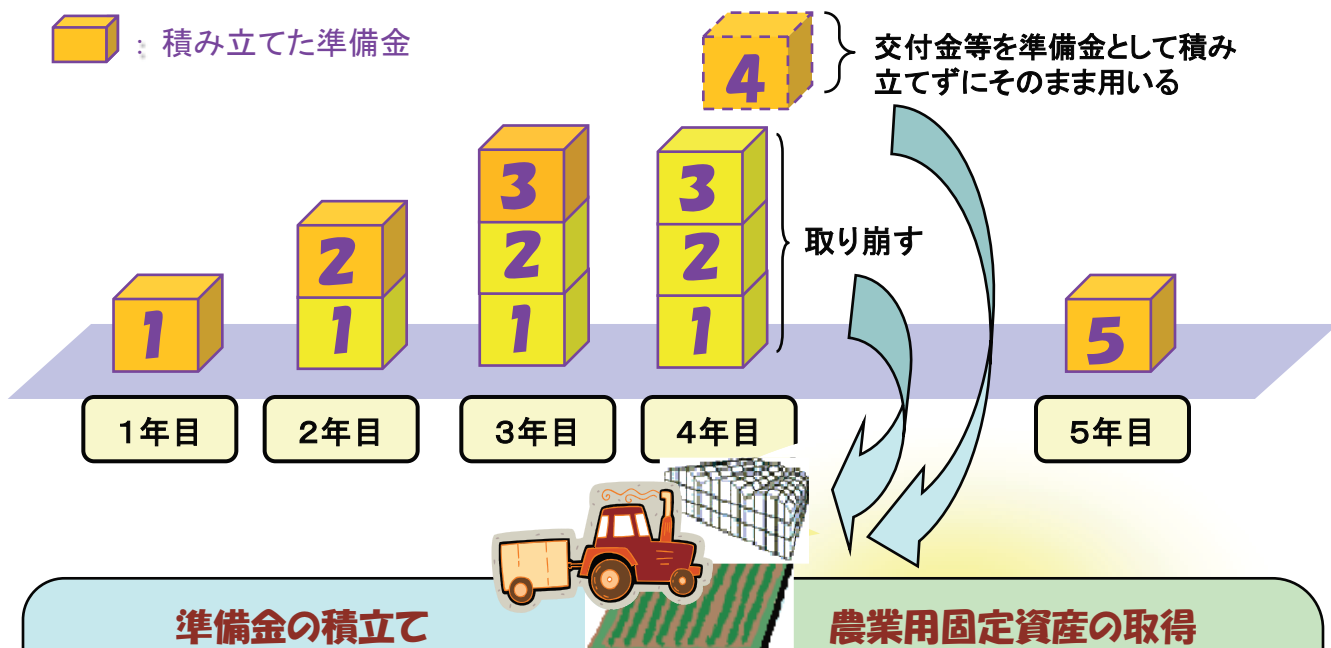 ：積み立てた準備金
4
交付金等を準備金として積み
立てずにそのまま用いる
3
3
2
2
2
取り崩す
1
1
1
1
5
1年目
2年目
3年目
4年目
5年目
準備金の積立て
農業用固定資産の取得